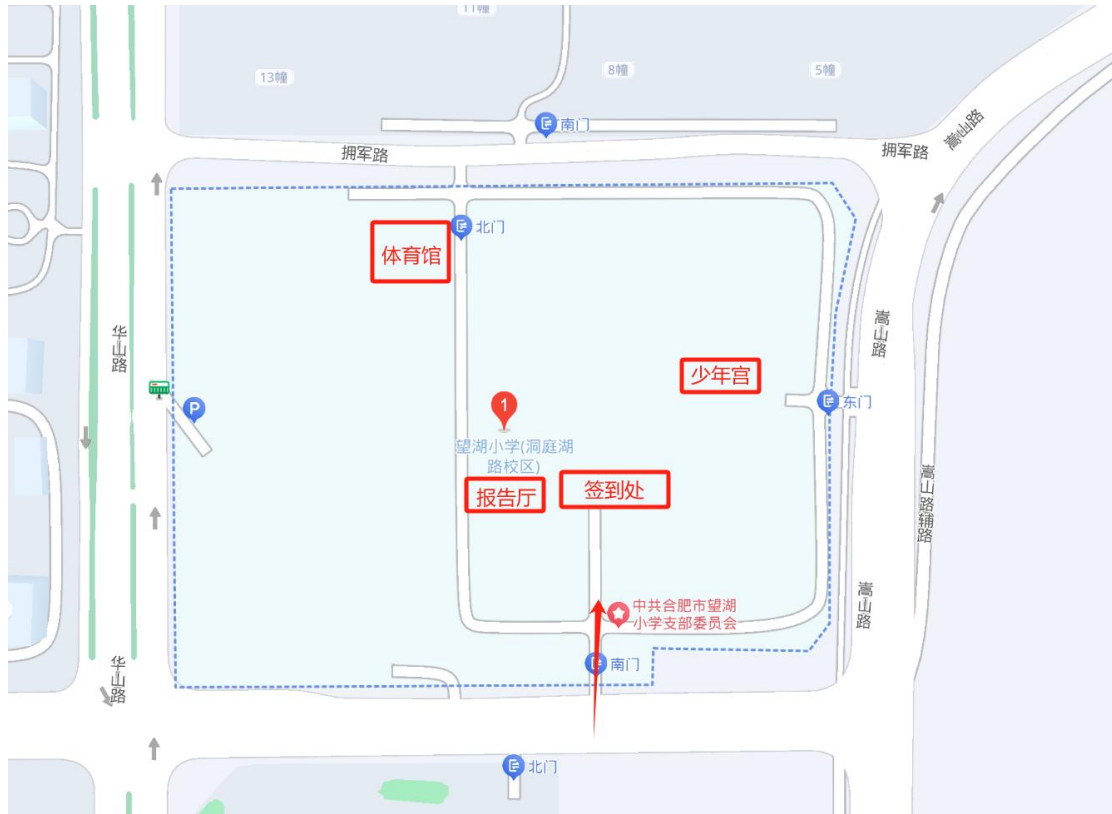 11幢
13幢
8幢
5幢
南门
嵩山路
拥军路
拥军路
北门
体育馆
嵩山路
华山路
少年宫
P
东门
1
望湖小学(洞庭湖
路校区)
报告厅
签到处
嵩山路辅路
中共合肥市望湖
小学支部委员会
嵩山路
南门
华山路
北门